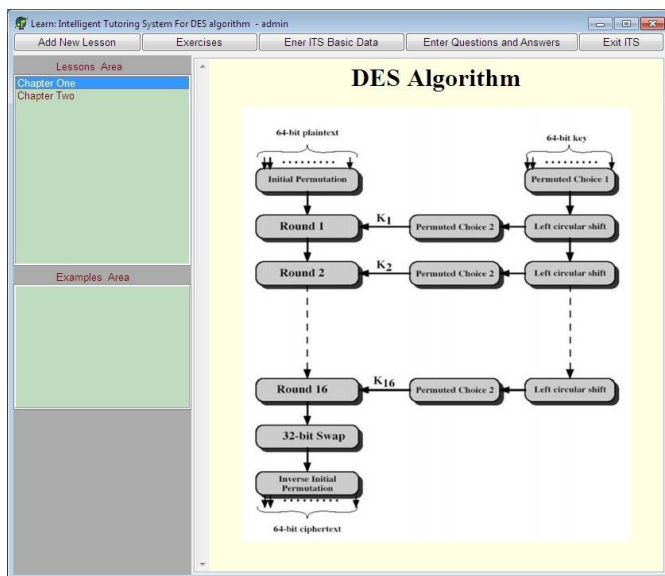 Learn: Intelligent Tutoring System For DES algorithm - admin
Add New Lesson Exercises Ener ITS Basic Data Enter Questions and Answers Exit ITS
Lessons Area
Chapter One
Chapter Two
Examples Area
DES Algorithm
64-bit plaintext 64-bit key
Initial Permutation Permuted Choice 1
Round 1 K1 Permuted Choice 2 Left circular shift
Round 2 K2 Permuted Choice 2 Left circular shift
Round 16 K16 Permuted Choice 2 Left circular shift
32-bit Swap
Inverse Initial
Permutation
64-bit ciphertext